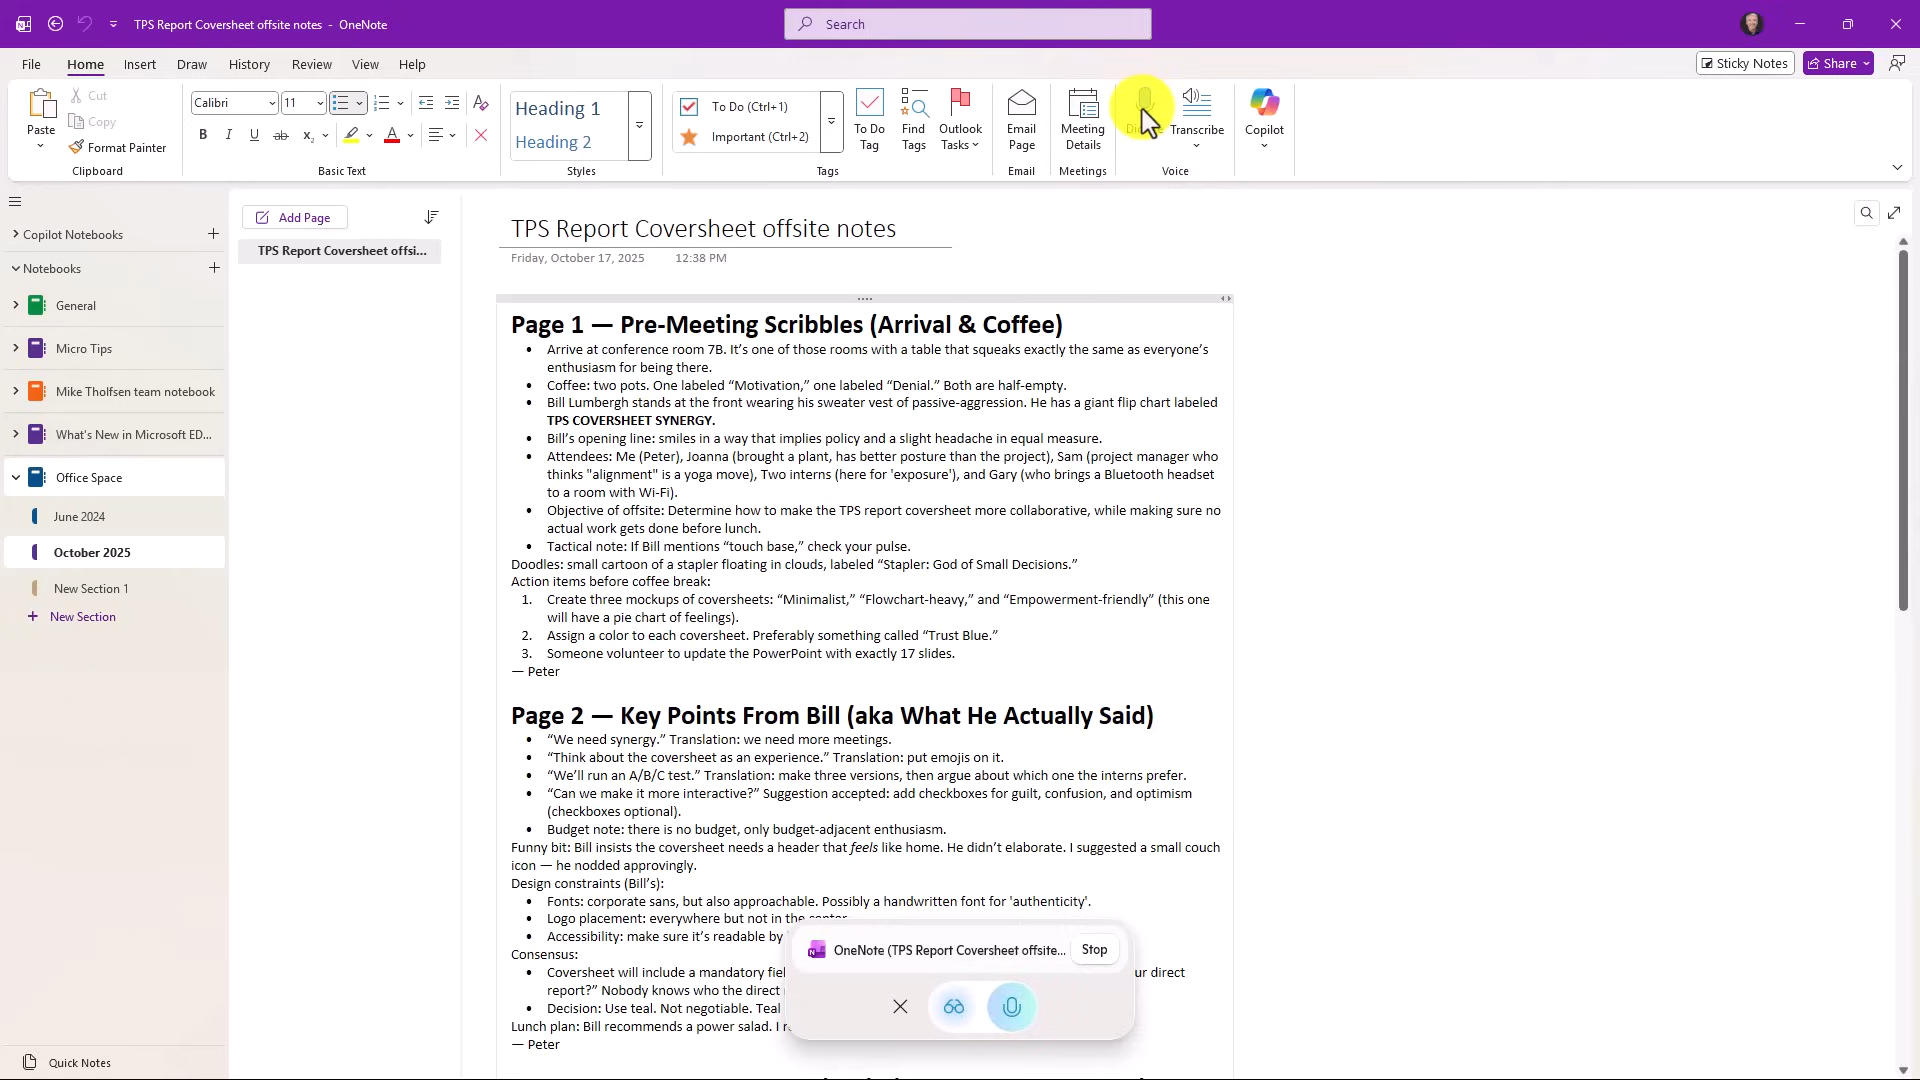 TPS Report Coversheet offsite notes - OneNote
Search
File Home Insert Draw History Review View Help
Sticky Notes Share
Paste
Cut
Copy
Format Painter
Clipboard
Calibri 11
B I U ab x
A
Basic Text
Heading 1
Heading 2
Styles
To Do (Ctrl+1)
Important (Ctrl+2)
To Do Tag
Find Tags
Outlook Tasks
Tags
Email Page
Email
Meeting Details
Meetings
Transcribe
Voice
Copilot
Copilot Notebooks
Notebooks
General
Micro Tips
Mike Tholfsen team notebook
What's New in Microsoft ED...
Office Space
June 2024
October 2025
New Section 1
New Section
Quick Notes
Add Page
TPS Report Coversheet offsi...
TPS Report Coversheet offsite notes
Friday, October 17, 2025 12:38 PM
Page 1 — Pre-Meeting Scribbles (Arrival & Coffee)
• Arrive at conference room 7B. It’s one of those rooms with a table that squeaks exactly the same as everyone’s
enthusiasm for being there.
• Coffee: two pots. One labeled “Motivation,” one labeled “Denial.” Both are half-empty.
• Bill Lumbergh stands at the front wearing his sweater vest of passive-aggression. He has a giant flip chart labeled
TPS COVERSHEET SYNERGY.
• Bill’s opening line: smiles in a way that implies policy and a slight headache in equal measure.
• Attendees: Me (Peter), Joanna (brought a plant, has better posture than the project), Sam (project manager who
thinks "alignment" is a yoga move), Two interns (here for 'exposure'), and Gary (who brings a Bluetooth headset
to a room with Wi-Fi).
• Objective of offsite: Determine how to make the TPS report coversheet more collaborative, while making sure no
actual work gets done before lunch.
• Tactical note: If Bill mentions “touch base,” check your pulse.
Doodles: small cartoon of a stapler floating in clouds, labeled “Stapler: God of Small Decisions.”
Action items before coffee break:
1. Create three mockups of coversheets: “Minimalist,” “Flowchart-heavy,” and “Empowerment-friendly” (this one
will have a pie chart of feelings).
2. Assign a color to each coversheet. Preferably something called “Trust Blue.”
3. Someone volunteer to update the PowerPoint with exactly 17 slides.
— Peter
Page 2 — Key Points From Bill (aka What He Actually Said)
• “We need synergy.” Translation: we need more meetings.
• “Think about the coversheet as an experience.” Translation: put emojis on it.
• “We’ll run an A/B/C test.” Translation: make three versions, then argue about which one the interns prefer.
• “Can we make it more interactive?” Suggestion accepted: add checkboxes for guilt, confusion, and optimism
(checkboxes optional).
• Budget note: there is no budget, only budget-adjacent enthusiasm.
Funny bit: Bill insists the coversheet needs a header that feels like home. He didn’t elaborate. I suggested a small couch
icon — he nodded approvingly.
Design constraints (Bill’s):
• Fonts: corporate sans, but also approachable. Possibly a handwritten font for 'authenticity'.
• Logo placement: everywhere but not in the center.
• Accessibility: make sure it’s readable by
Consensus:
• Coversheet will include a mandatory ur direct
report?” Nobody knows who the direct
• Decision: Use teal. Not negotiable. Teal
Lunch plan: Bill recommends a power salad. I
— Peter
OneNote (TPS Report Coversheet offsite... Stop